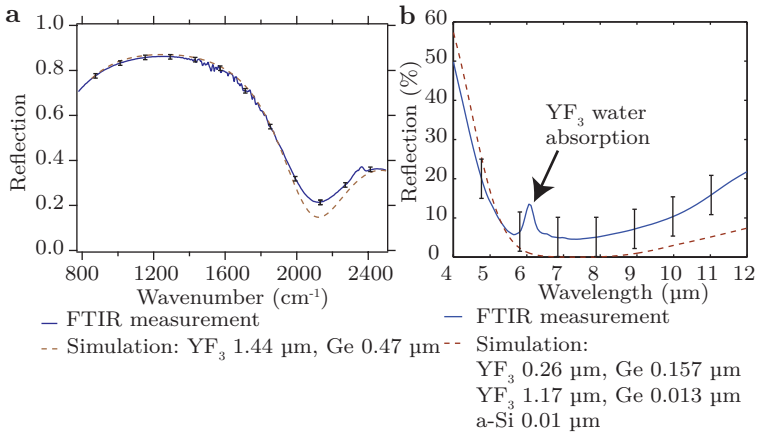 a
Reflection
1.0
0.8
0.6
0.4
0.2
0.0
800 1200 1600 2000 2400
Wavenumber (cm⁻¹)
FTIR measurement
Simulation: YF₃ 1.44 µm, Ge 0.47 µm
b
Reflection (%)
60
50
40
30
20
10
0
YF₃ water
absorption
4 5 6 7 8 9 10 11 12
Wavelength (µm)
FTIR measurement
Simulation:
YF₃ 0.26 µm, Ge 0.157 µm
YF₃ 1.17 µm, Ge 0.013 µm
a-Si 0.01 µm